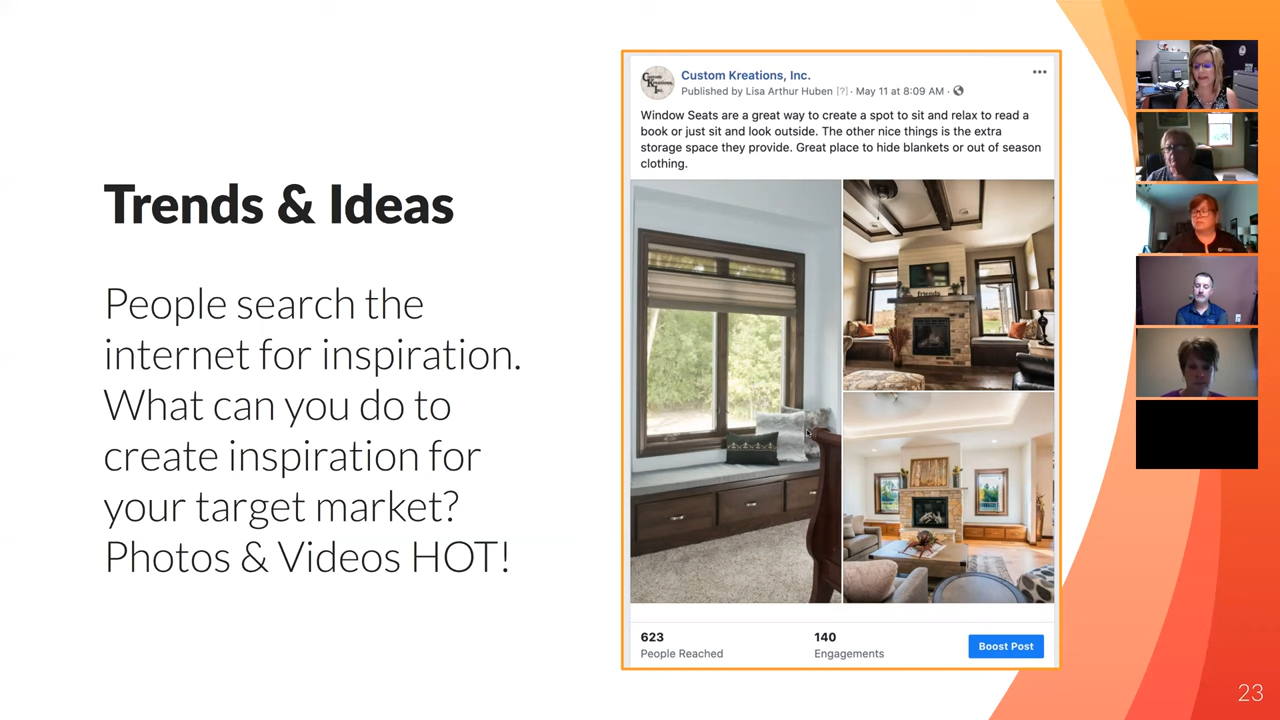 Trends & Ideas
People search the
internet for inspiration.
What can you do to
create inspiration for
your target market?
Photos & Videos HOT!
Custom Kreations, Inc.
Custom Kreations, Inc.
Published by Lisa Arthur Huben [?] · May 11 at 8:09 AM ·
Window Seats are a great way to create a spot to sit and relax to read a
book or just sit and look outside. The other nice things is the extra
storage space they provide. Great place to hide blankets or out of season
clothing.
friends
623
People Reached
140
Engagements
Boost Post
23